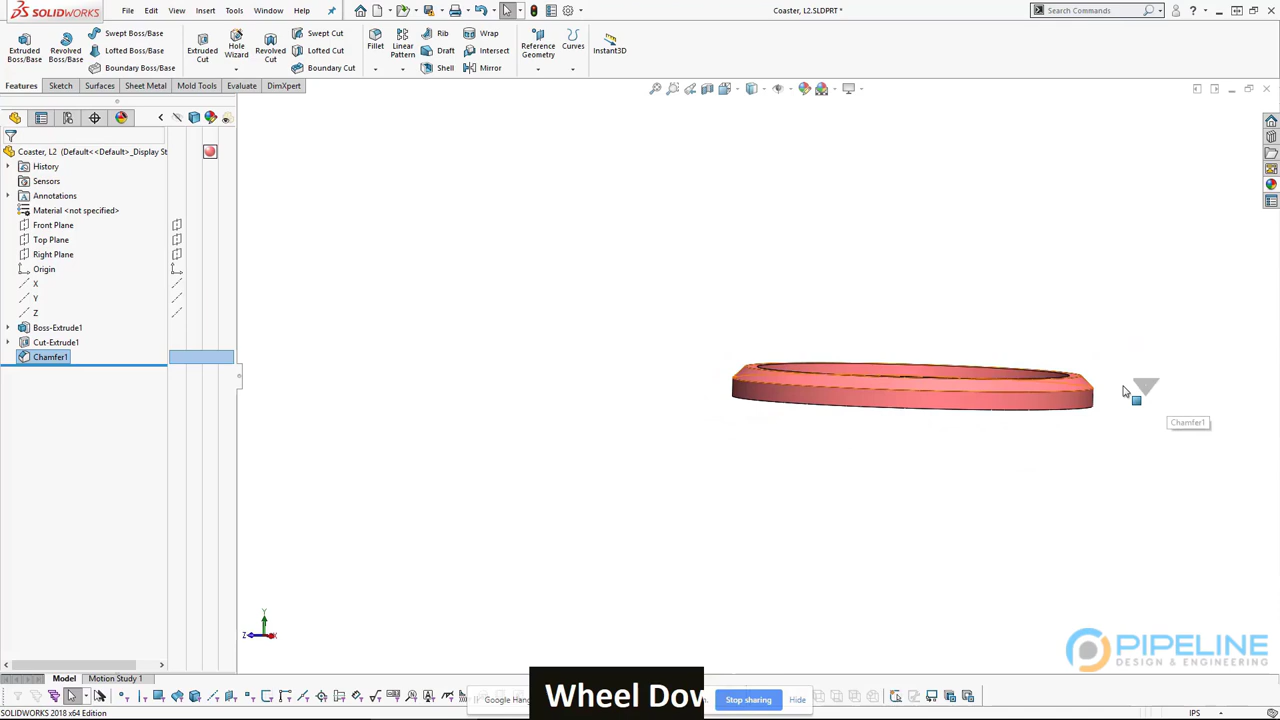 SOLIDWORKS
File Edit View Insert Tools Window Help
Coaster, L2.SLDPRT *
Search Commands
Extruded Boss/Base
Revolved Boss/Base
Swept Boss/Base
Lofted Boss/Base
Boundary Boss/Base
Extruded Cut
Hole Wizard
Revolved Cut
Swept Cut
Lofted Cut
Boundary Cut
Fillet
Linear Pattern
Rib
Draft
Shell
Wrap
Intersect
Mirror
Reference Geometry
Curves
Instant3D
Features Sketch Surfaces Sheet Metal Mold Tools Evaluate DimXpert
Coaster, L2 (Default<<Default>_Display St
History
Sensors
Annotations
Material <not specified>
Front Plane
Top Plane
Right Plane
Origin
X
Y
Z
Boss-Extrude1
Cut-Extrude1
Chamfer1
Chamfer1
Y
Z
X
PIPELINE
DESIGN & ENGINEERING
Model Motion Study 1
Wheel Dow
Google Hang
Stop sharing Hide
SOLIDWORKS 2018 x64 Edition
IPS